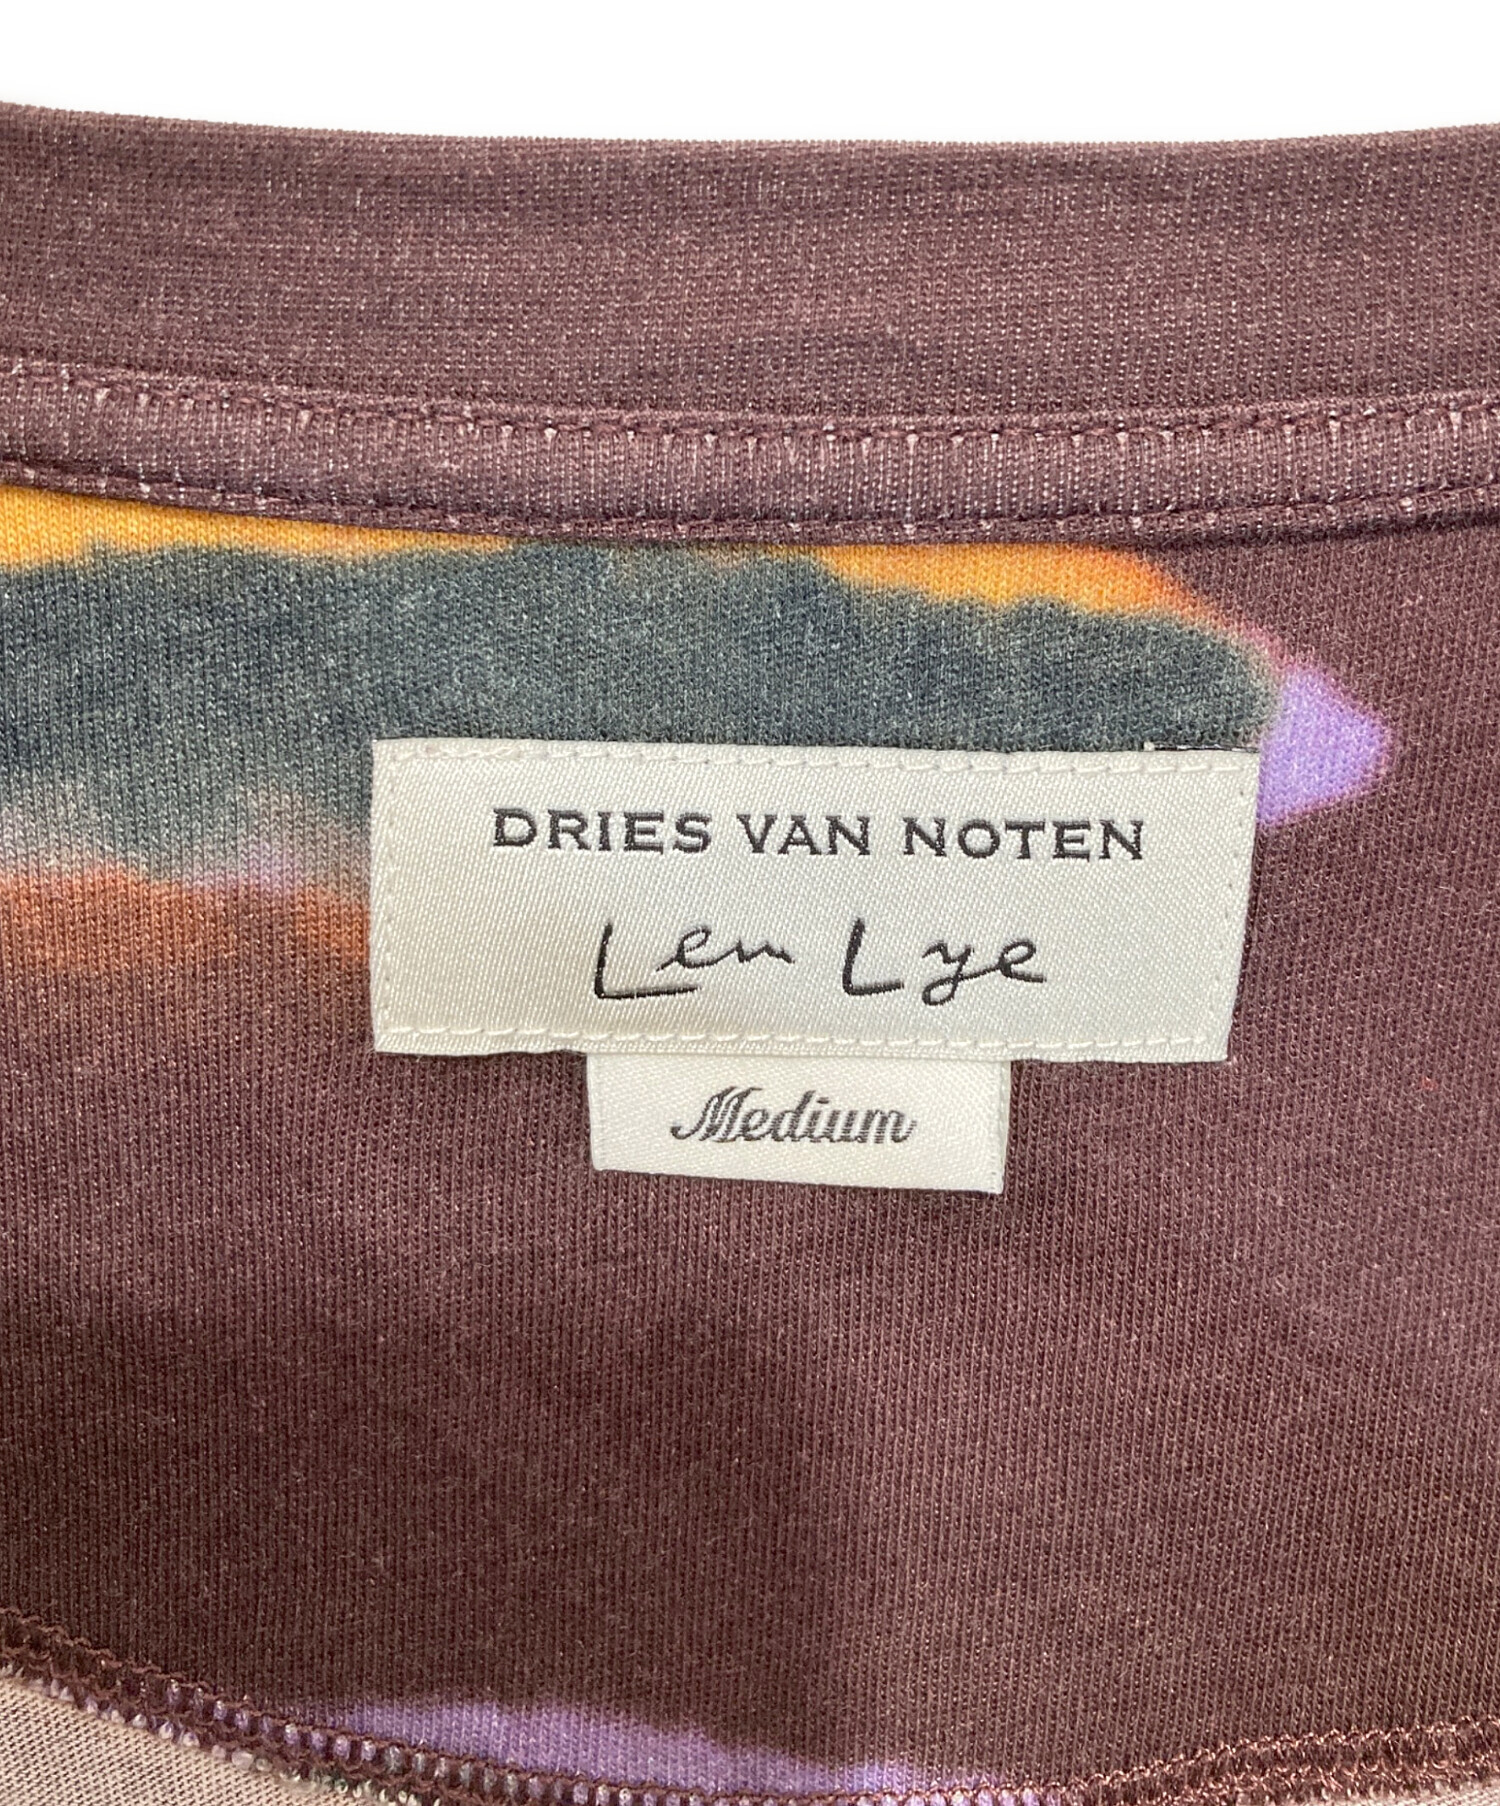 DRIES VAN NOTEN
Len Lye
Medium